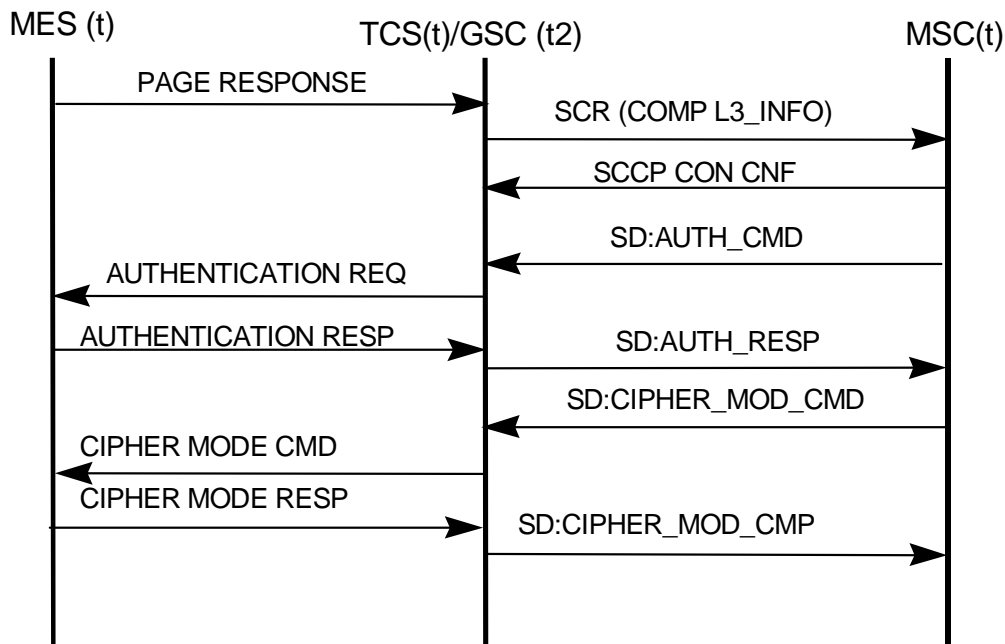 MES (t)
TCS(t)/GSC (t2)
MSC(t)
PAGE RESPONSE
SCR (COMP L3_INFO)
SCCP CON CNF
SD:AUTH_CMD
AUTHENTICATION REQ
AUTHENTICATION RESP
SD:AUTH_RESP
SD:CIPHER_MOD_CMD
CIPHER MODE CMD
CIPHER MODE RESP
SD:CIPHER_MOD_CMP